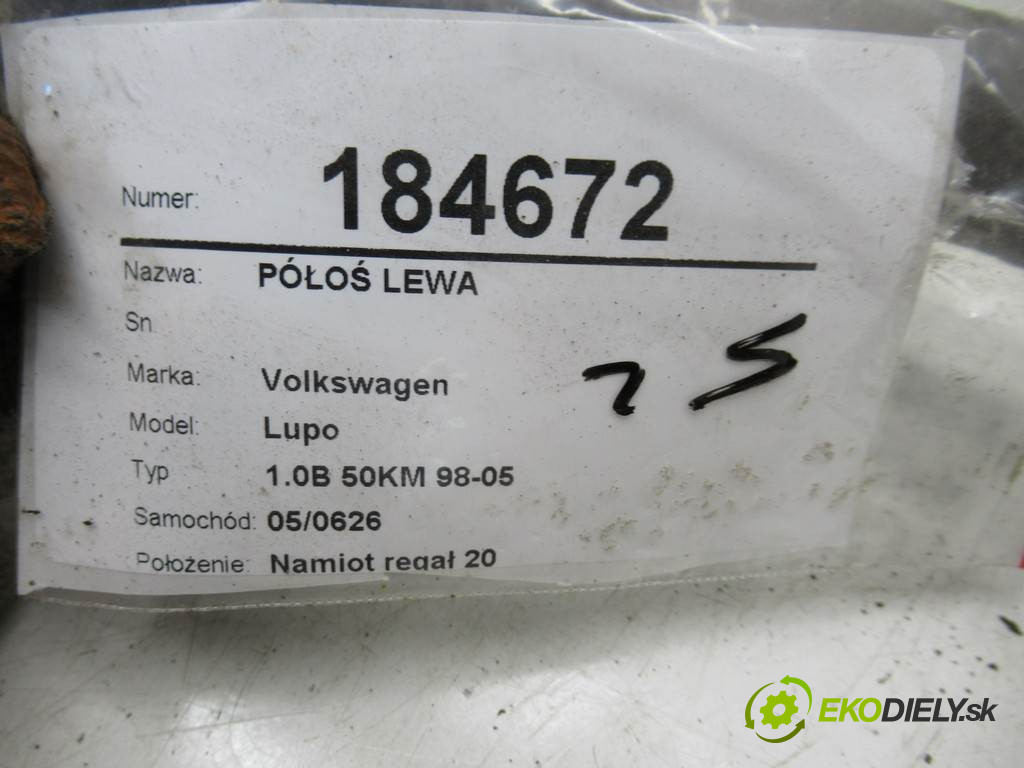 Numer: 184672
Nazwa: PÓŁOŚ LEWA
Sn
Marka: Volkswagen
Model: Lupo
Typ 1.0B 50KM 98-05
Samochód: 05/0626
Położenie: Namiot regał 20
EKODIELY.sk